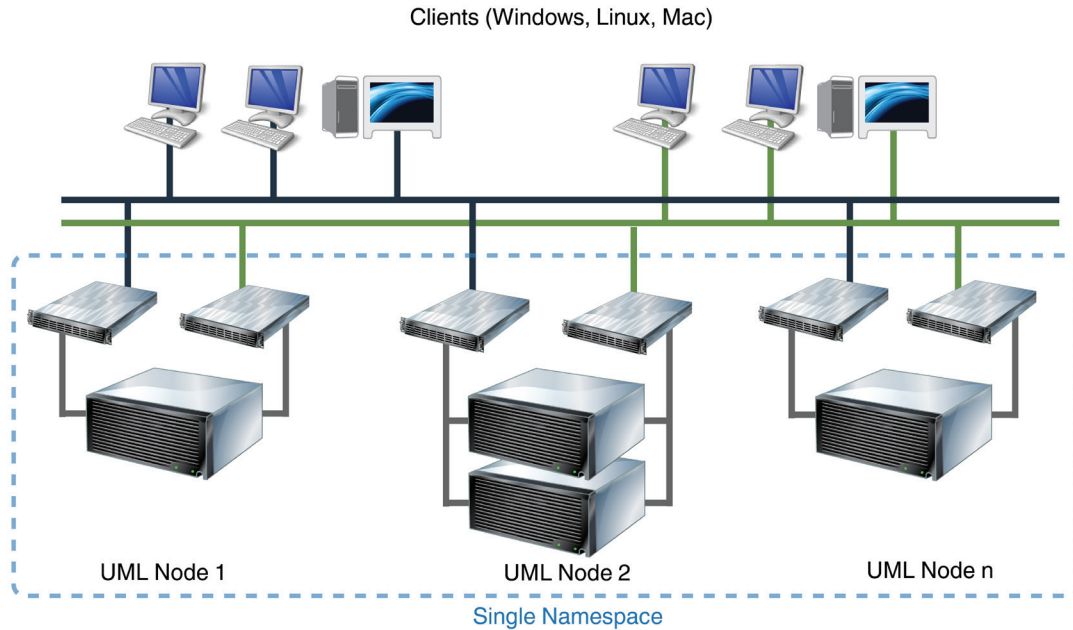 Clients (Windows, Linux, Mac)
UML Node 1
UML Node 2
UML Node n
Single Namespace